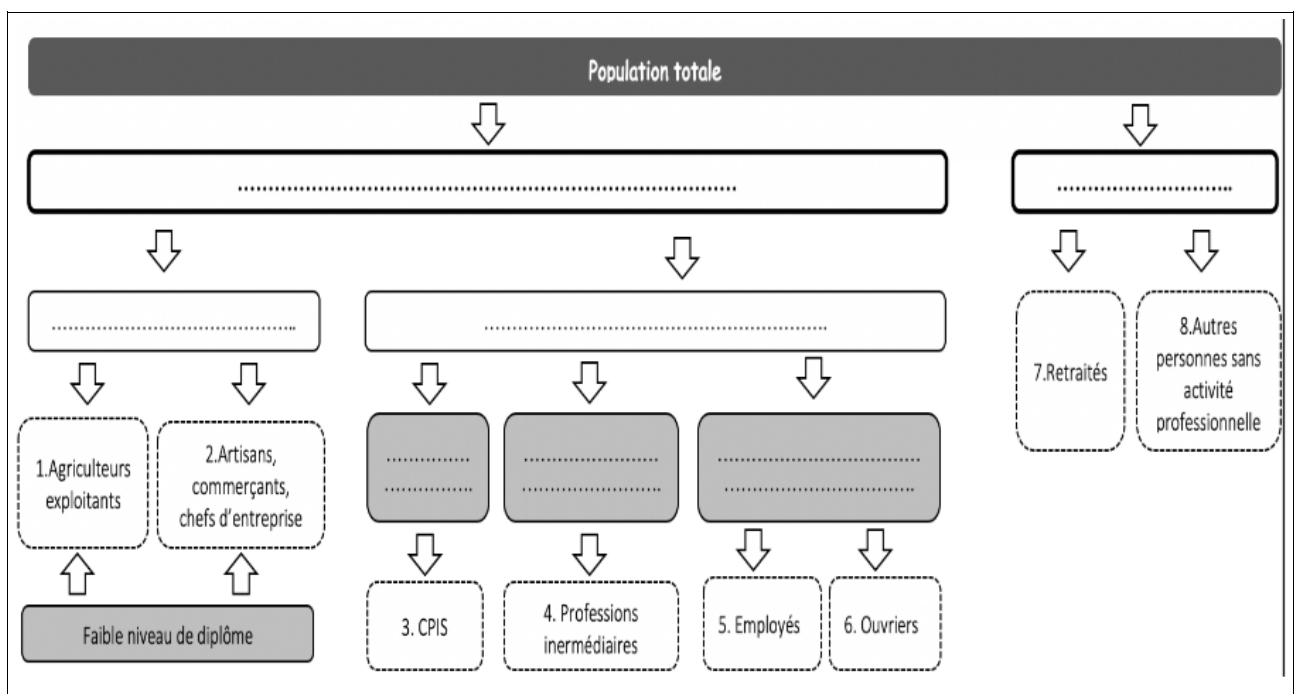 Population totale
................................................................................
............................
........................................
........................................................
1.Agriculteurs
exploitants
2.Artisans,
commerçants,
chefs d'entreprise
..............
..............
......................
.......................
.................................
...............................
7.Retraités
8.Autres
personnes sans
activité
professionnelle
Faible niveau de diplôme
3. CPIS
4. Professions
inermédiaires
5. Employés
6. Ouvriers